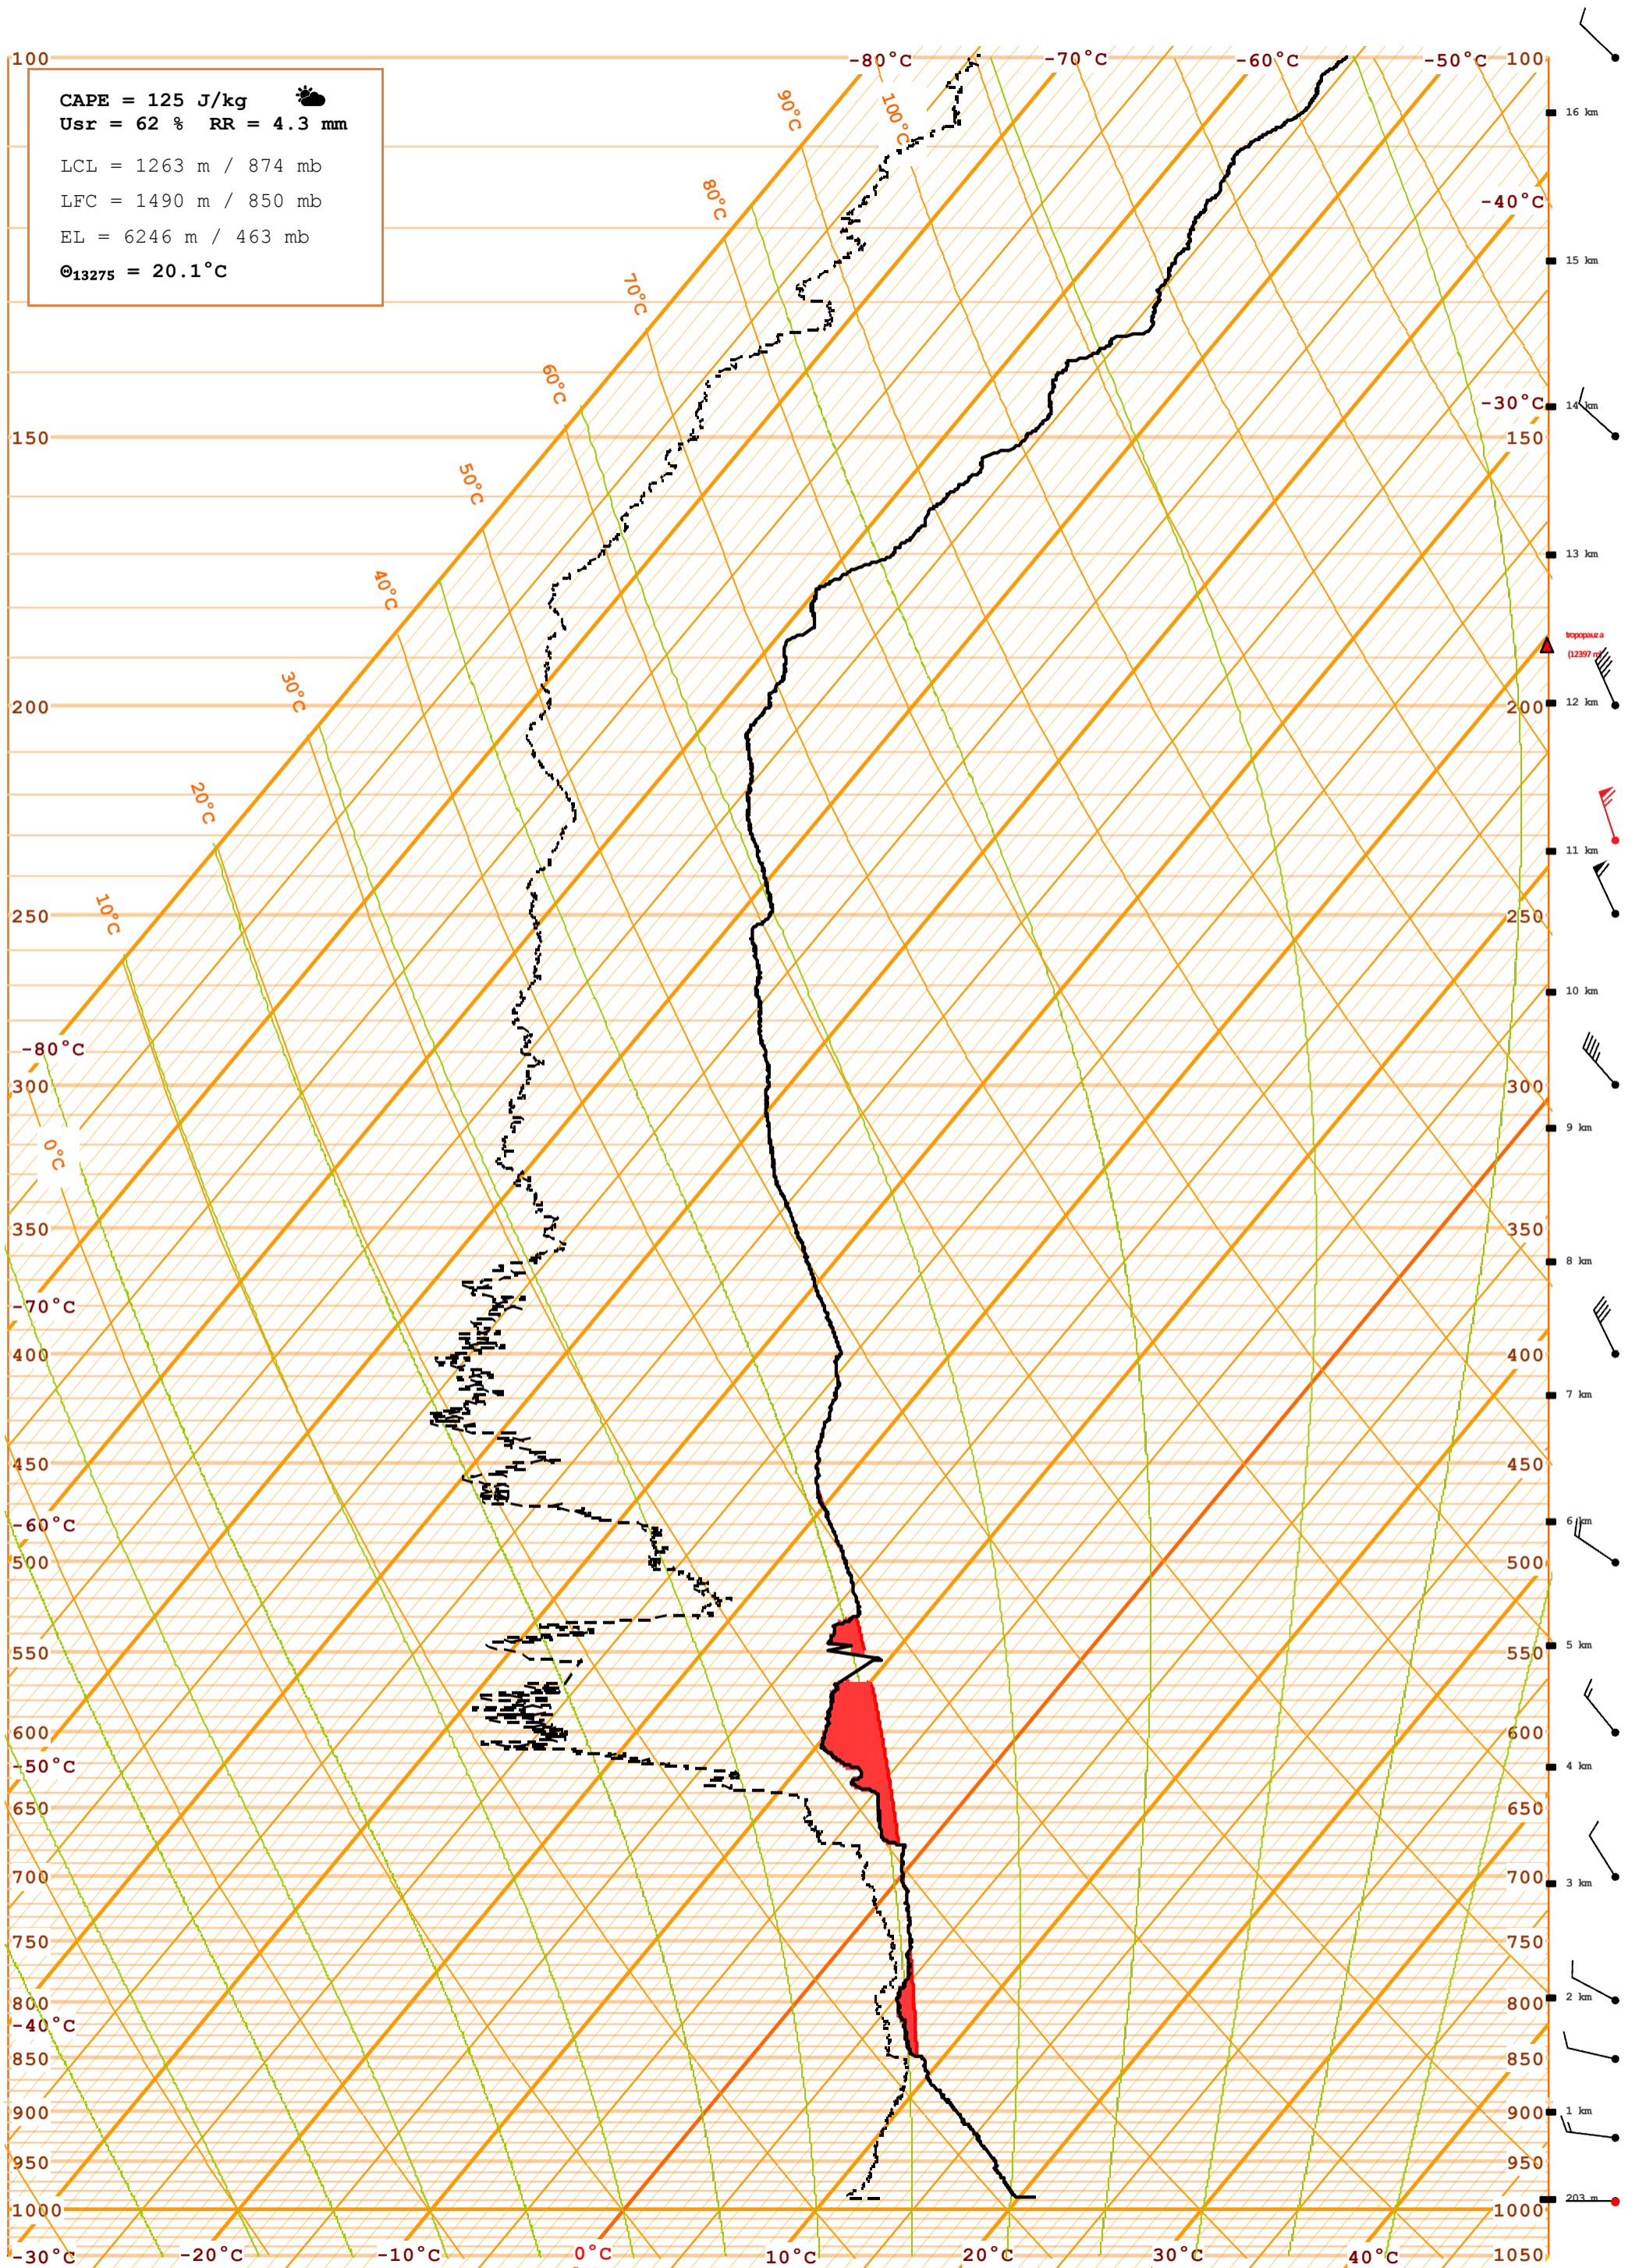 -80°C -70°C -60°C -50°C
100 100
CAPE = 125 J/kg
Usr = 62 % RR = 4.3 mm
LCL = 1263 m / 874 mb
LFC = 1490 m / 850 mb
EL = 6246 m / 463 mb
Θ13275 = 20.1°C
90°C 100°C
16 km
80°C -40°C
15 km
70°C
60°C -30°C
14 km
150 150
50°C
13 km
40°C
tropopauza
(12397 m)
30°C
200 200 12 km
20°C
11 km
10°C 250 250
10 km
-80°C
300 300
9 km
0°C
350 350
8 km
-70°C
400 400
7 km
450 450
-60°C 6 km
500 500
550 550 5 km
600 600
-50°C 4 km
650 650
700 700 3 km
750 750
800 800 2 km
-40°C
850 850
900 900 1 km
950 950
1000 1000 203 m
-30°C -20°C -10°C 0°C 10°C 20°C 30°C 40°C 1050